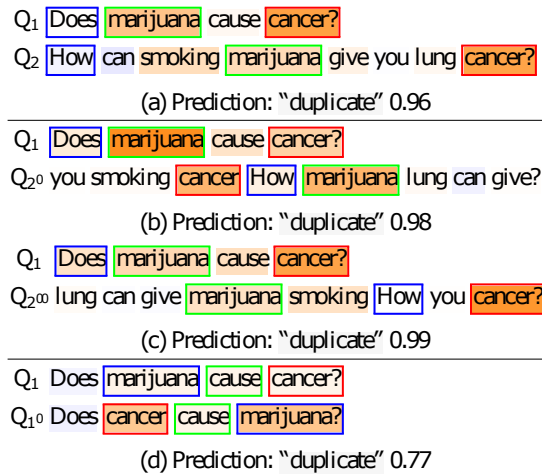 Q₁ Does marijuana cause cancer?
Q₂ How can smoking marijuana give you lung cancer?
(a) Prediction: “duplicate” 0.96
Q₁ Does marijuana cause cancer?
Q₂⁰ you smoking cancer How marijuana lung can give?
(b) Prediction: “duplicate” 0.98
Q₁ Does marijuana cause cancer?
Q₂⁰⁰ lung can give marijuana smoking How you cancer?
(c) Prediction: “duplicate” 0.99
Q₁ Does marijuana cause cancer?
Q₁⁰ Does cancer cause marijuana?
(d) Prediction: “duplicate” 0.77